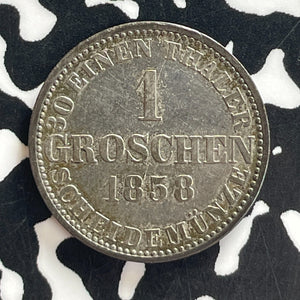 30 EINEN THALER
1
GROSCHEN
1858
SCHEIDEMÜNZE